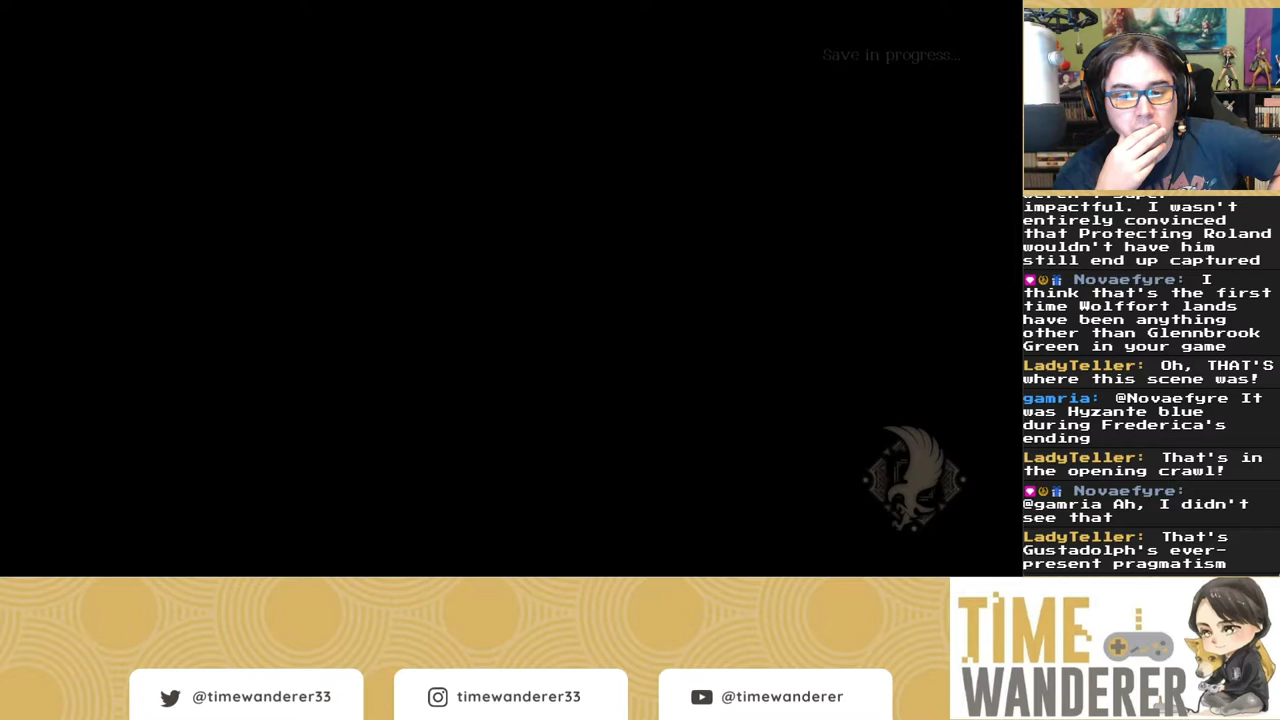 Save in progress...
impactful. I wasn't
entirely convinced
that Protecting Roland
wouldn't have him
still end up captured
Novaefyre: I
think that's the first
time Wolffort lands
have been anything
other than Glennbrook
Green in your game
LadyTeller: Oh, THAT'S
where this scene was!
gamria: @Novaefyre It
was Hyzante blue
during Frederica's
ending
LadyTeller: That's in
the opening crawl!
Novaefyre:
@gamria Ah, I didn't
see that
LadyTeller: That's
Gustadolph's ever-
present pragmatism
@timewanderer33
timewanderer33
@timewanderer
TIME
WANDERER